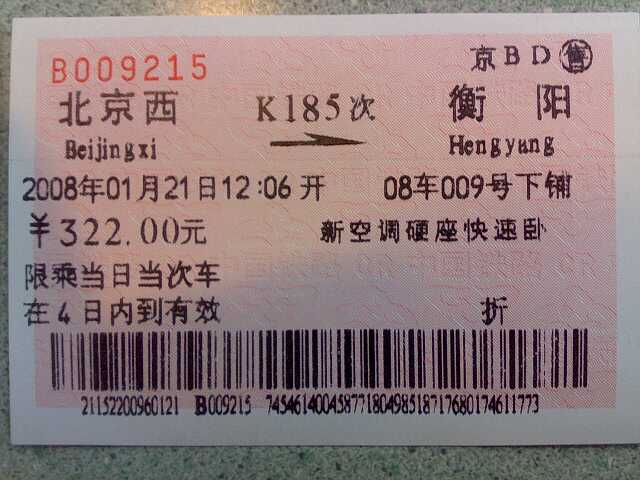 B009215
京BD㊣售
北京西 K185次 衡阳
Beijingxi Hengyang
2008年01月21日12:06开 08车009号下铺
￥322.00元 新空调硬座快速卧
限乘当日当次车
在4日内到有效 折
21152200960121 B009215 7454614004587718049851871768017461​1773